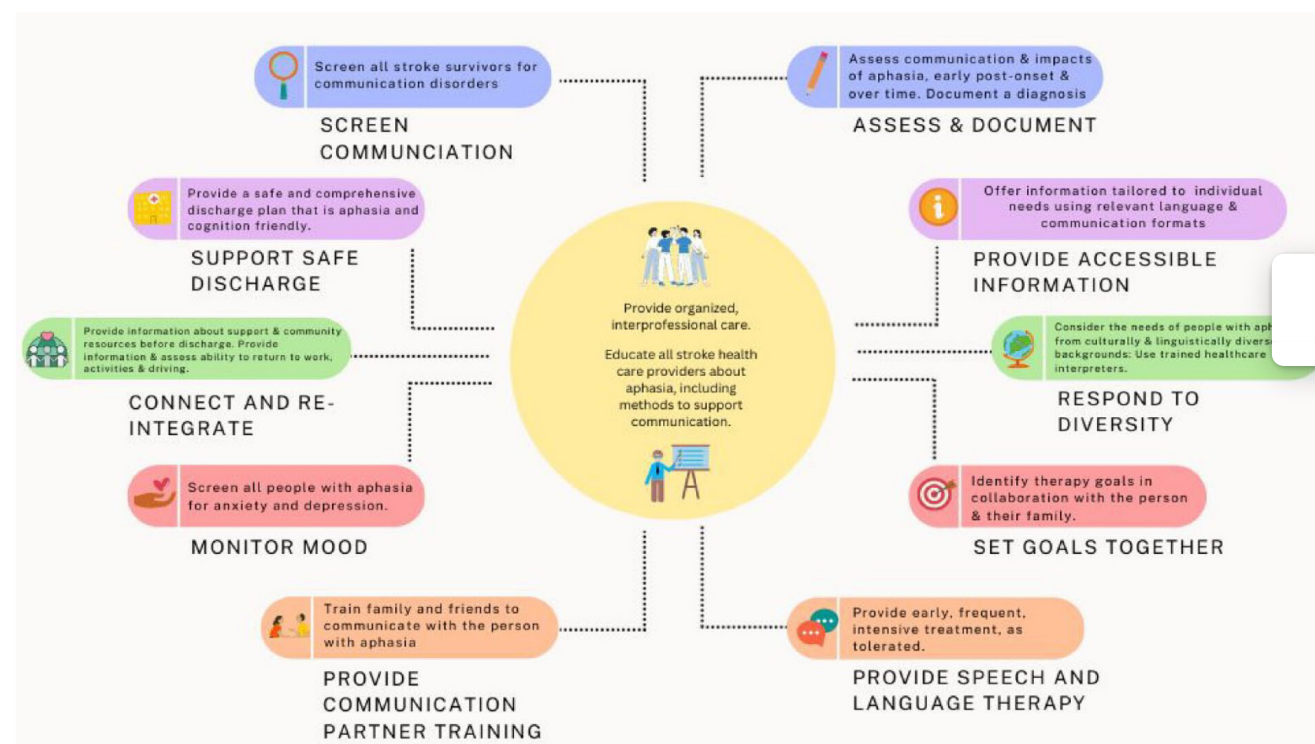 Screen all stroke survivors for
communication disorders
SCREEN
COMMUNCIATION
Assess communication & impacts
of aphasia, early post-onset &
over time. Document a diagnosis
ASSESS & DOCUMENT
Provide a safe and comprehensive
discharge plan that is aphasia and
cognition friendly.
SUPPORT SAFE
DISCHARGE
Offer information tailored to individual
needs using relevant language &
communication formats
PROVIDE ACCESSIBLE
INFORMATION
Provide organized,
interprofessional care.
Educate all stroke health
care providers about
aphasia, including
methods to support
communication.
Provide information about support & community
resources before discharge. Provide
information & assess ability to return to work,
activities & driving.
CONNECT AND RE-
INTEGRATE
Consider the needs of people with
from culturally & linguistically
backgrounds: Use trained healthcare
interpreters.
RESPOND TO
DIVERSITY
Screen all people with aphasia
for anxiety and depression.
MONITOR MOOD
Identify therapy goals in
collaboration with the person
& their family.
SET GOALS TOGETHER
Train family and friends to
communicate with the person
with aphasia
PROVIDE
COMMUNICATION
PARTNER TRAINING
Provide early, frequent,
intensive treatment, as
tolerated.
PROVIDE SPEECH AND
LANGUAGE THERAPY